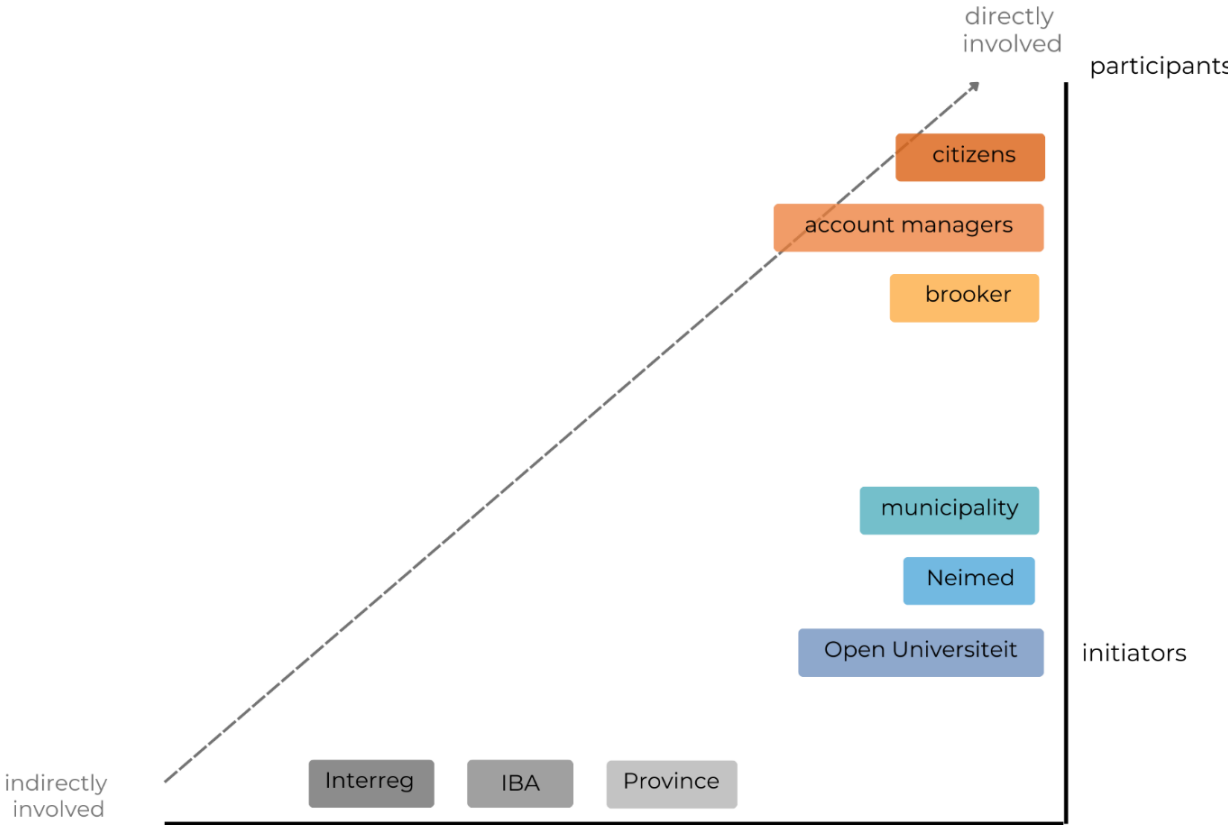 directly
involved
participants
citizens
account managers
brooker
municipality
Neimed
Open Universiteit
initiators
Interreg
IBA
Province
indirectly
involved